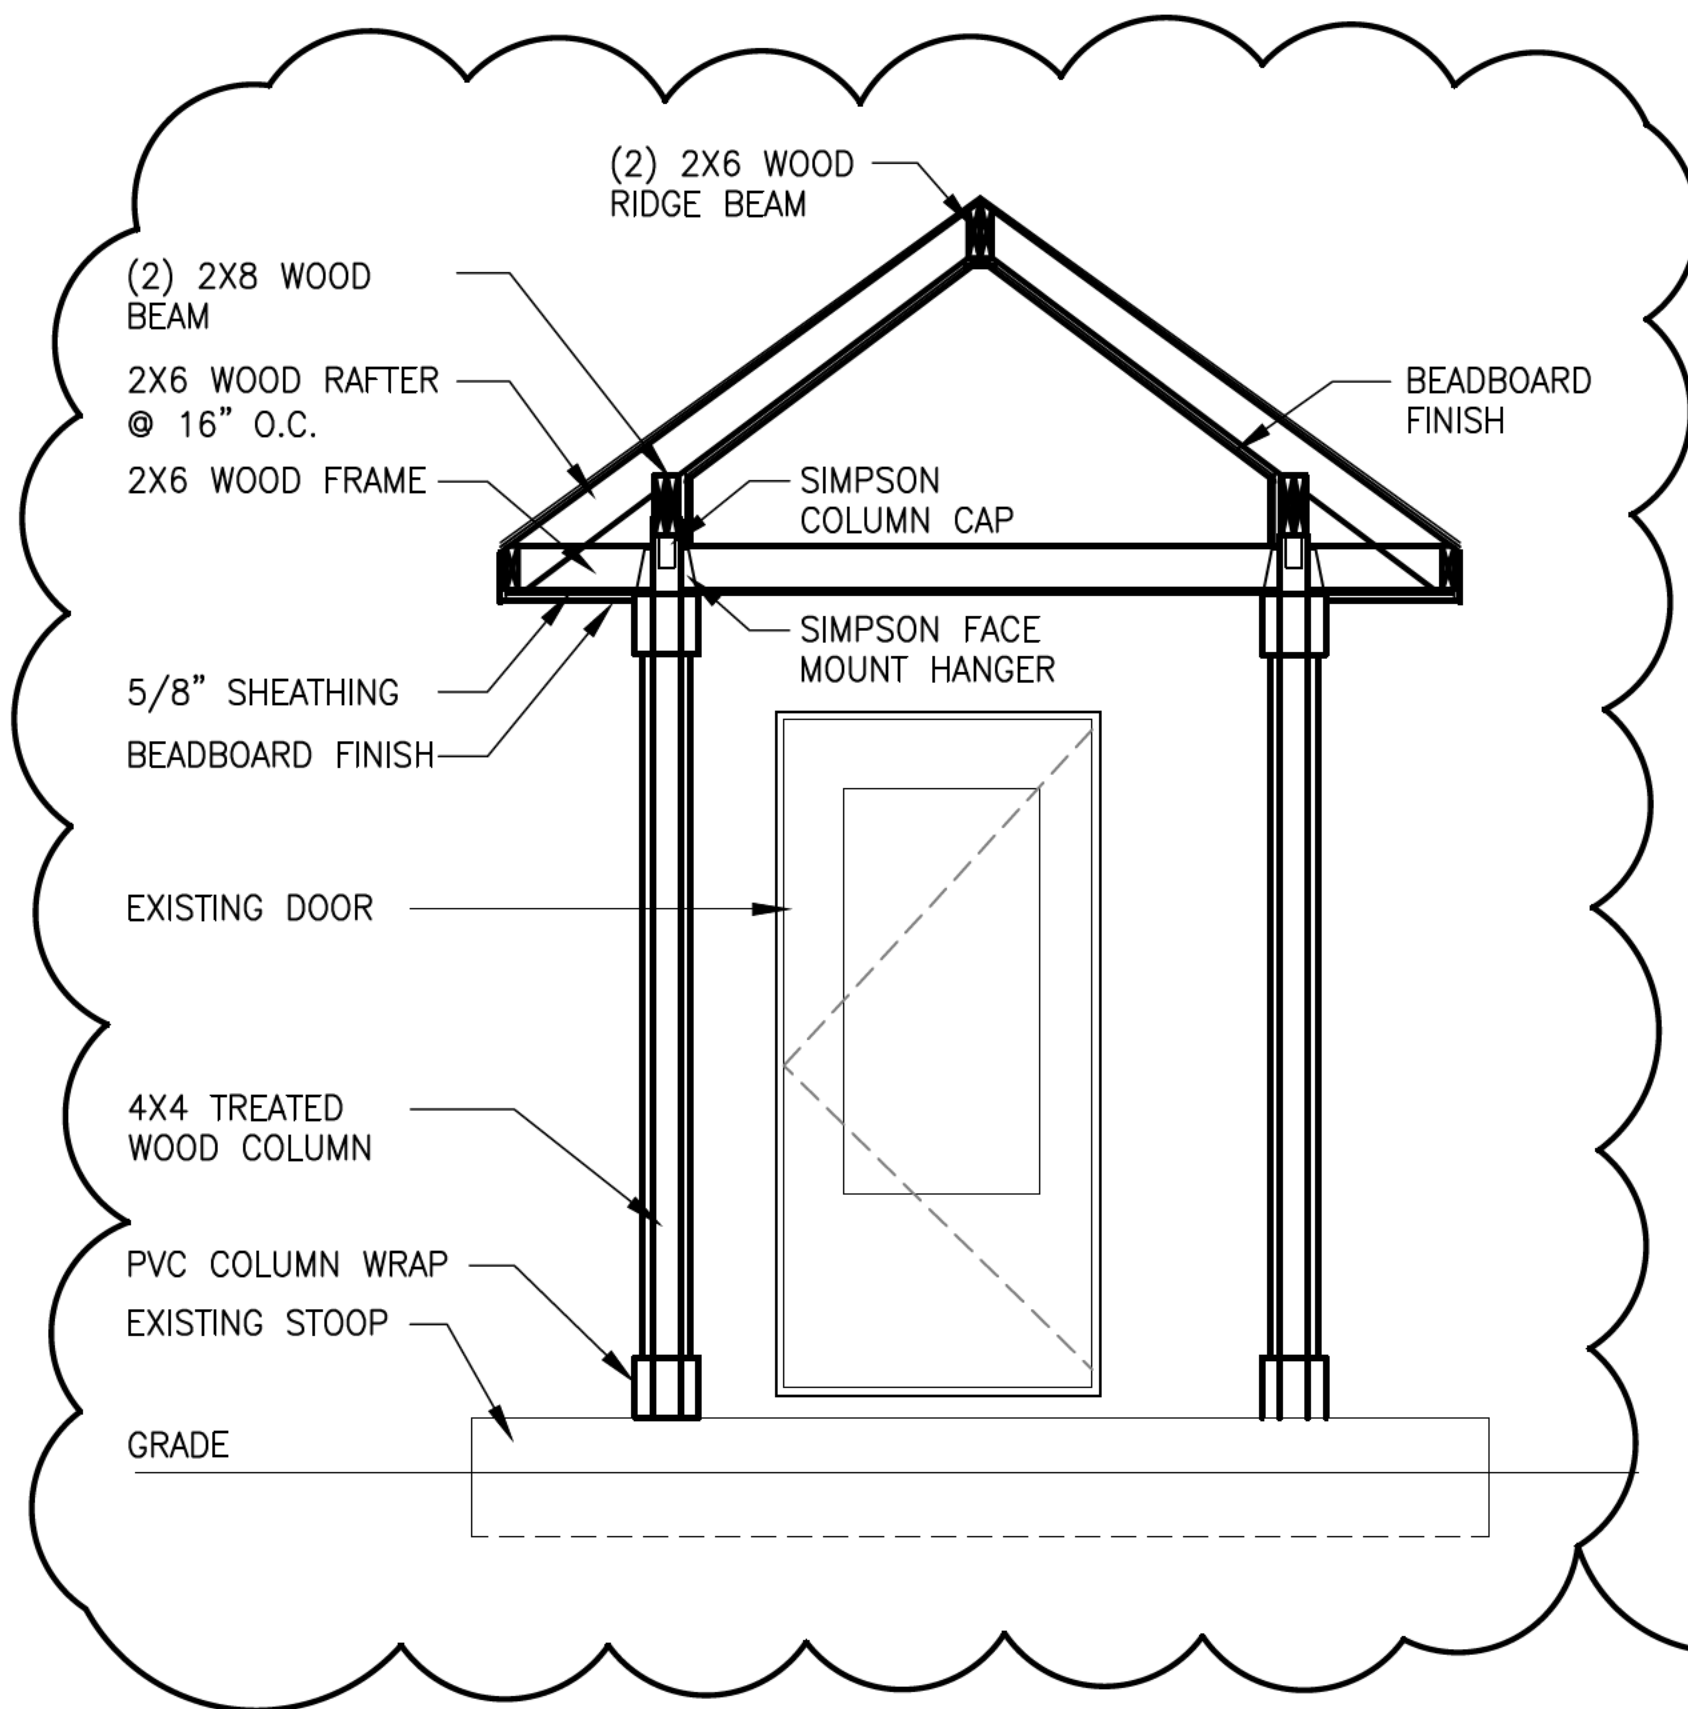 (2) 2X6 WOOD
RIDGE BEAM
(2) 2X8 WOOD
BEAM
2X6 WOOD RAFTER
@ 16" O.C.
2X6 WOOD FRAME
BEADBOARD
FINISH
SIMPSON
COLUMN CAP
SIMPSON FACE
MOUNT HANGER
5/8" SHEATHING
BEADBOARD FINISH
EXISTING DOOR
4X4 TREATED
WOOD COLUMN
PVC COLUMN WRAP
EXISTING STOOP
GRADE